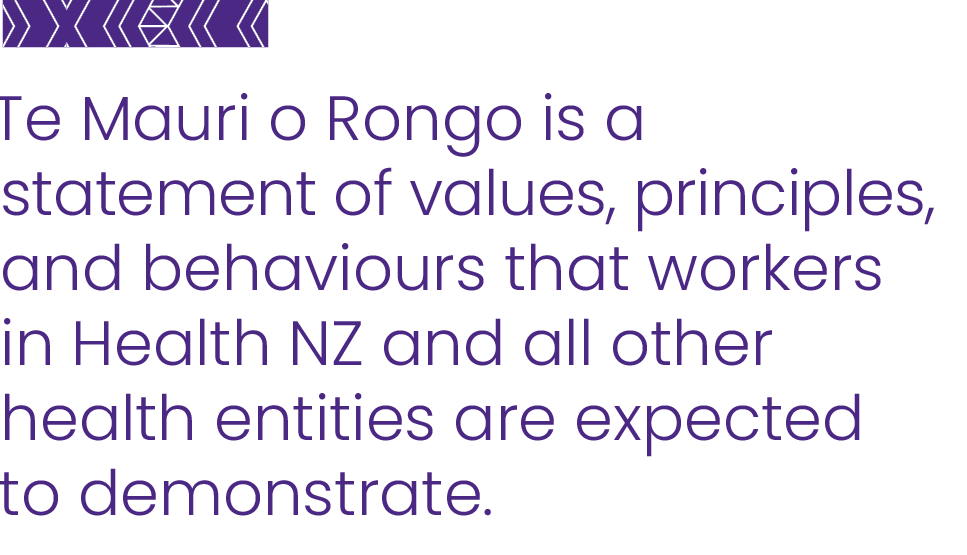 Te Mauri o Rongo is a
statement of values, principles,
and behaviours that workers
in Health NZ and all other
health entities are expected
to demonstrate.